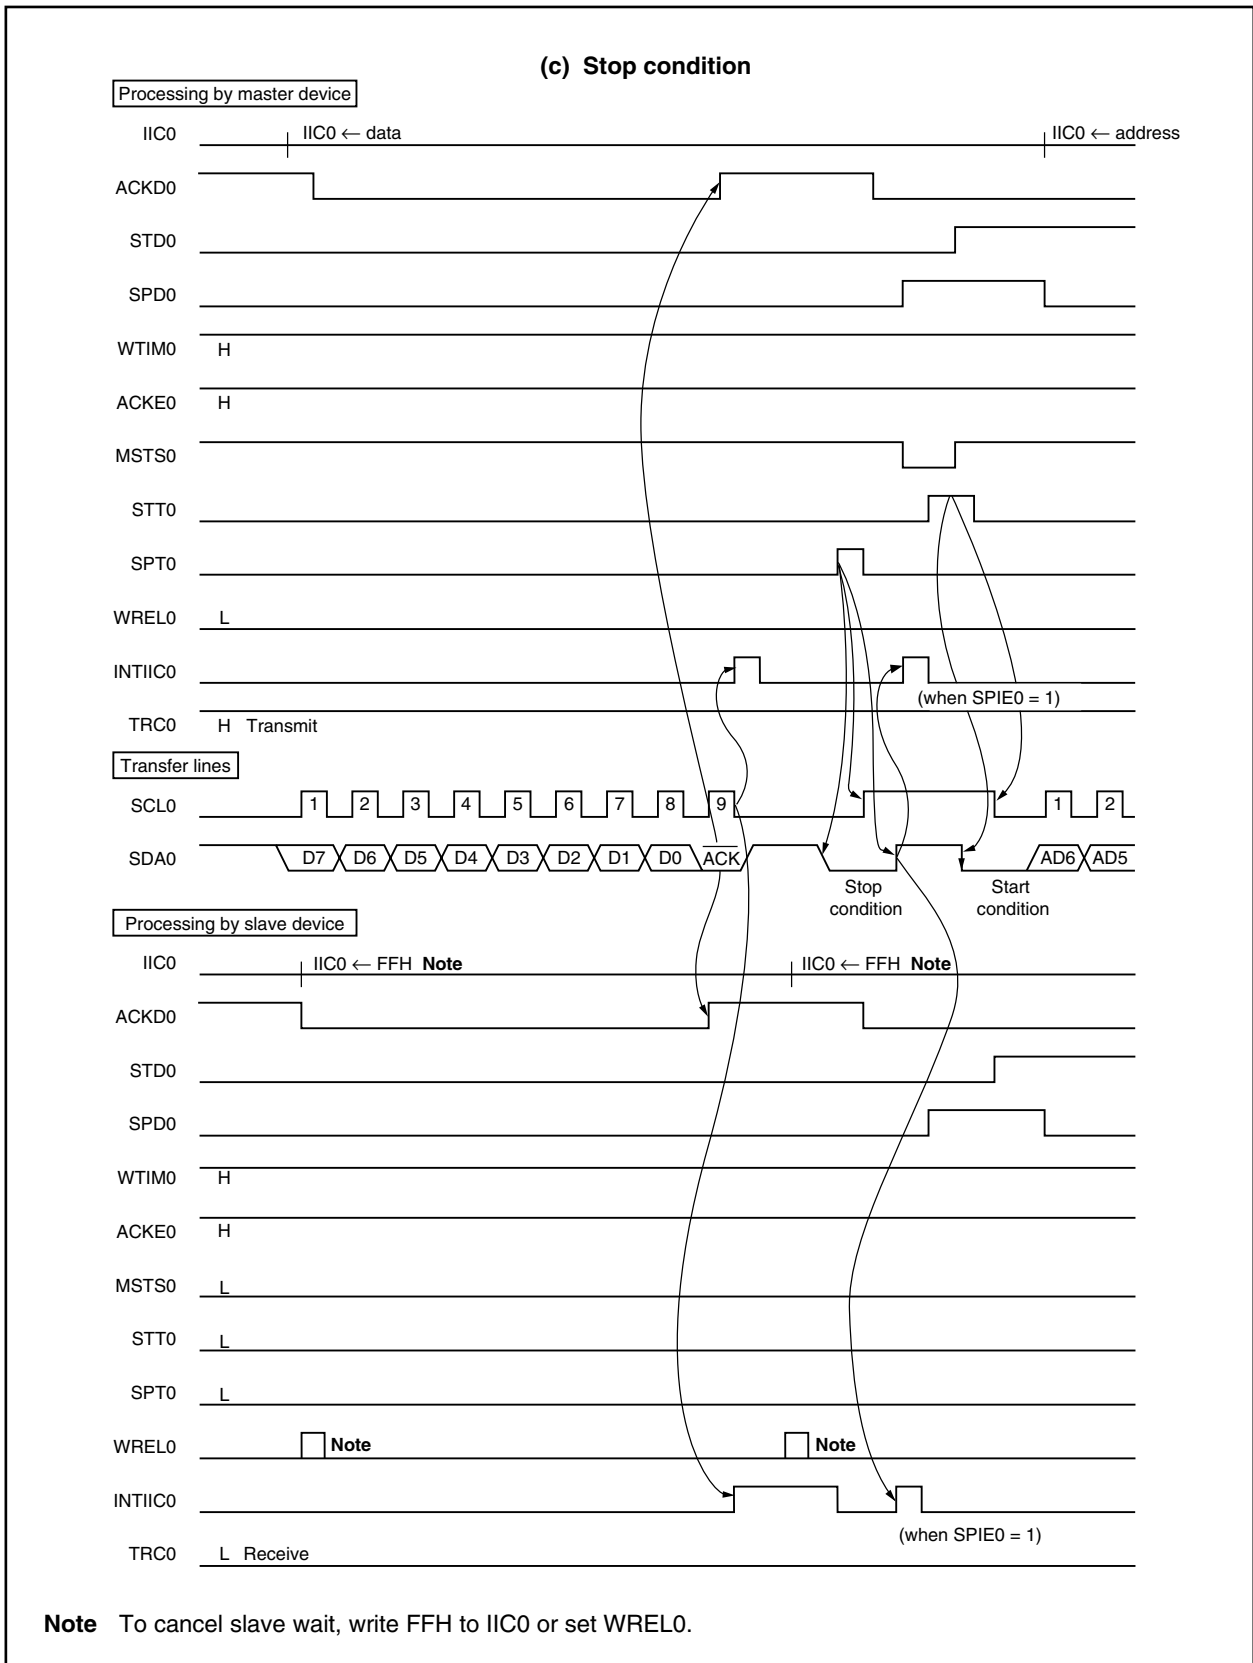 (c) Stop condition
Processing by master device
IIC0 IIC0 ← data IIC0 ← address
ACKD0
STD0
SPD0
WTIM0 H
ACKE0 H
MSTS0
STT0
SPT0
WREL0 L
INTIIC0
(when SPIE0 = 1)
TRC0 H Transmit
Transfer lines
SCL0 1 2 3 4 5 6 7 8 9 1 2
SDA0 D7 D6 D5 D4 D3 D2 D1 D0 A̅C̅K̅ AD6 AD5
Stop condition
Start condition
Processing by slave device
IIC0 IIC0 ← FFH Note IIC0 ← FFH Note
ACKD0
STD0
SPD0
WTIM0 H
ACKE0 H
MSTS0 L
STT0 L
SPT0 L
WREL0 Note Note
INTIIC0
(when SPIE0 = 1)
TRC0 L Receive
Note To cancel slave wait, write FFH to IIC0 or set WREL0.